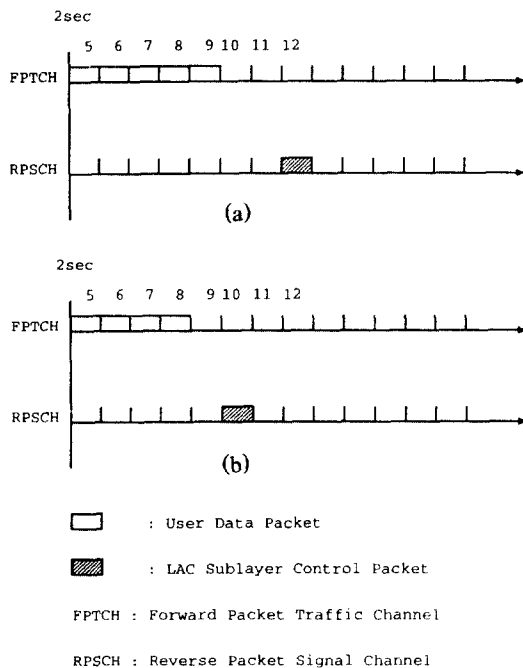 2sec
5 6 7 8 9 10 11 12
FPTCH
RPSCH
(a)
2sec
5 6 7 8 9 10 11 12
FPTCH
RPSCH
(b)
: User Data Packet
: LAC Sublayer Control Packet
FPTCH : Forward Packet Traffic Channel
RPSCH : Reverse Packet Signal Channel